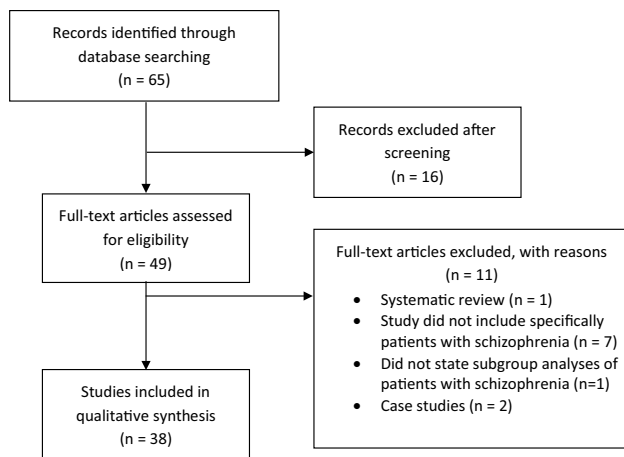 Records identified through
database searching
(n = 65)
Records excluded after
screening
(n = 16)
Full-text articles assessed
for eligibility
(n = 49)
Full-text articles excluded, with reasons
(n = 11)
• Systematic review (n = 1)
• Study did not include specifically
patients with schizophrenia (n = 7)
• Did not state subgroup analyses of
patients with schizophrenia (n=1)
• Case studies (n = 2)
Studies included in
qualitative synthesis
(n = 38)